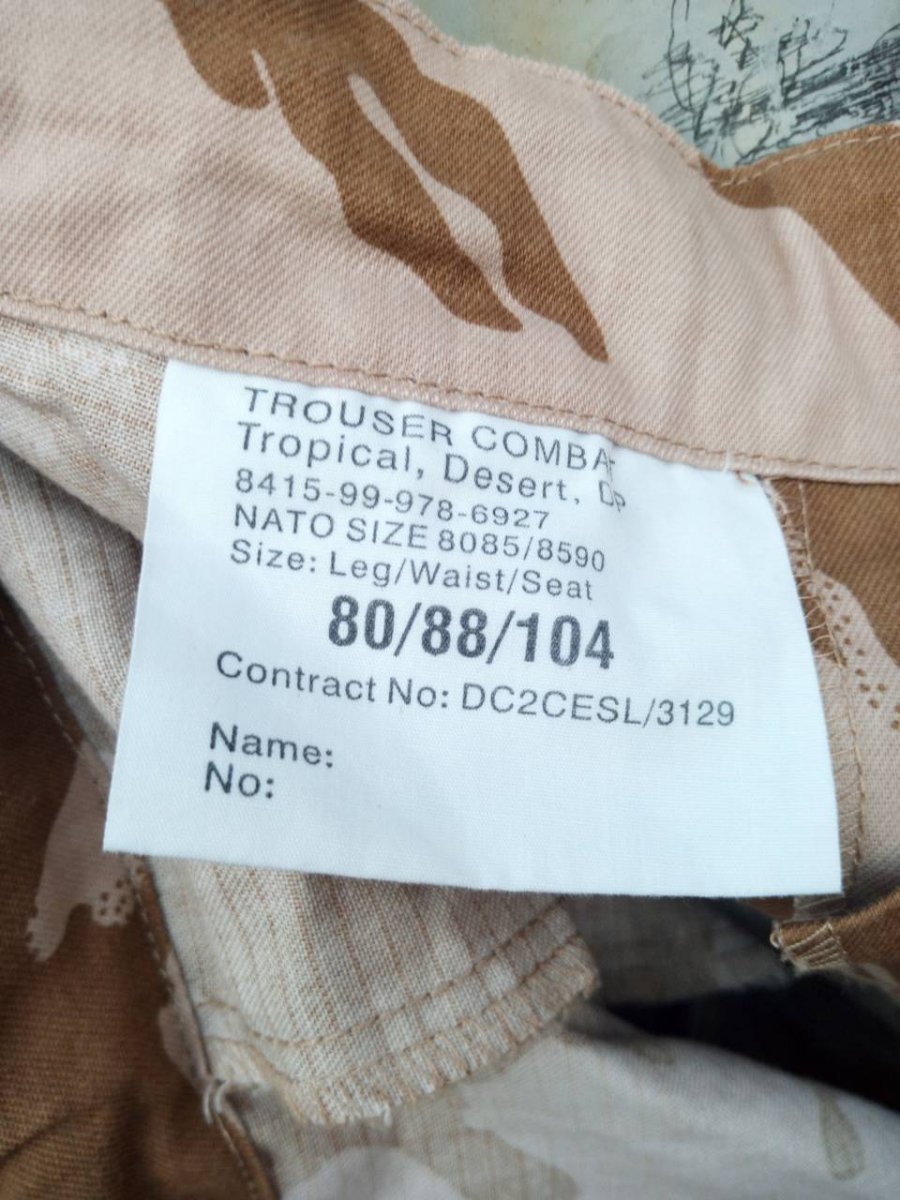 TROUSER COMBAT
Tropical, Desert, DP
8415-99-978-6927
NATO SIZE 8085/8590
Size: Leg/Waist/Seat
80/88/104
Contract No: DC2CESL/3129
Name:
No: